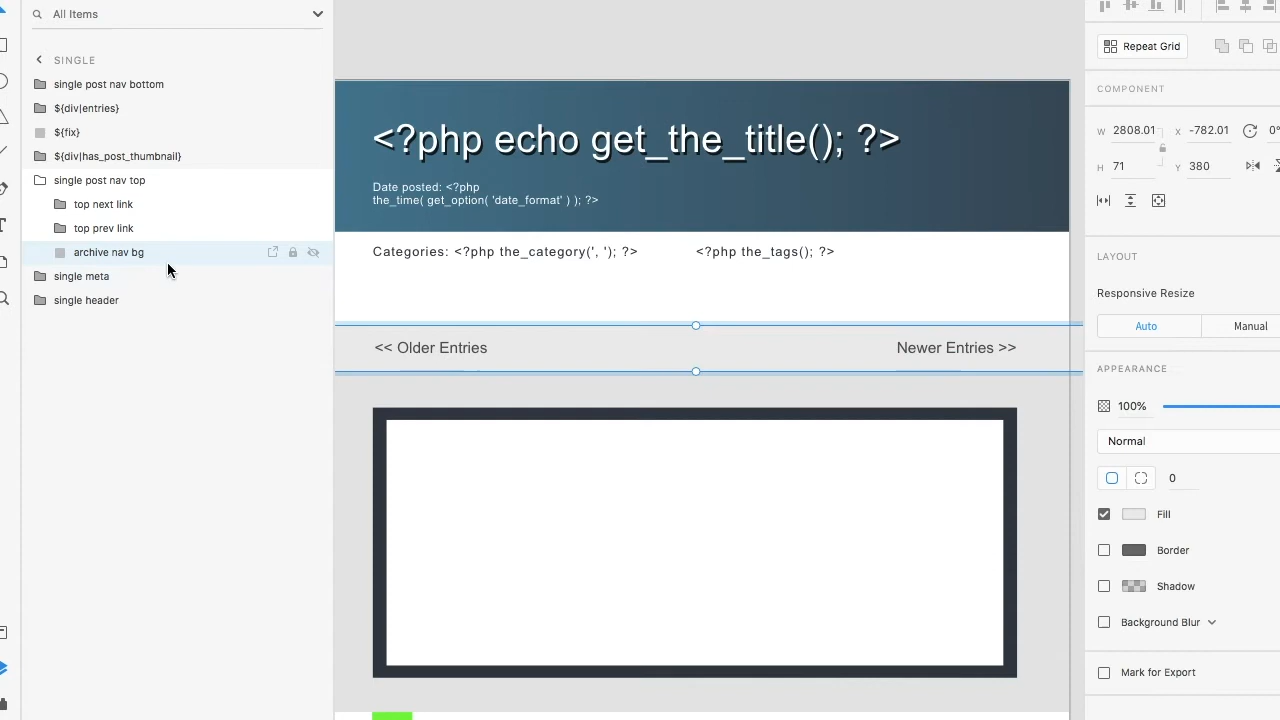 All Items
SINGLE
single post nav bottom
${div|entries}
${fix}
${div|has_post_thumbnail}
single post nav top
top next link
top prev link
archive nav bg
single meta
single header
<?php echo get_the_title(); ?>
Date posted: <?php
the_time( get_option( 'date_format' ) ); ?>
Categories: <?php the_category(', '); ?>
<?php the_tags(); ?>
<< Older Entries
Newer Entries >>
Repeat Grid
COMPONENT
W 2808.01 X -782.01 0°
H 71 Y 380
LAYOUT
Responsive Resize
Auto Manual
APPEARANCE
100%
Normal
0
Fill
Border
Shadow
Background Blur
Mark for Export